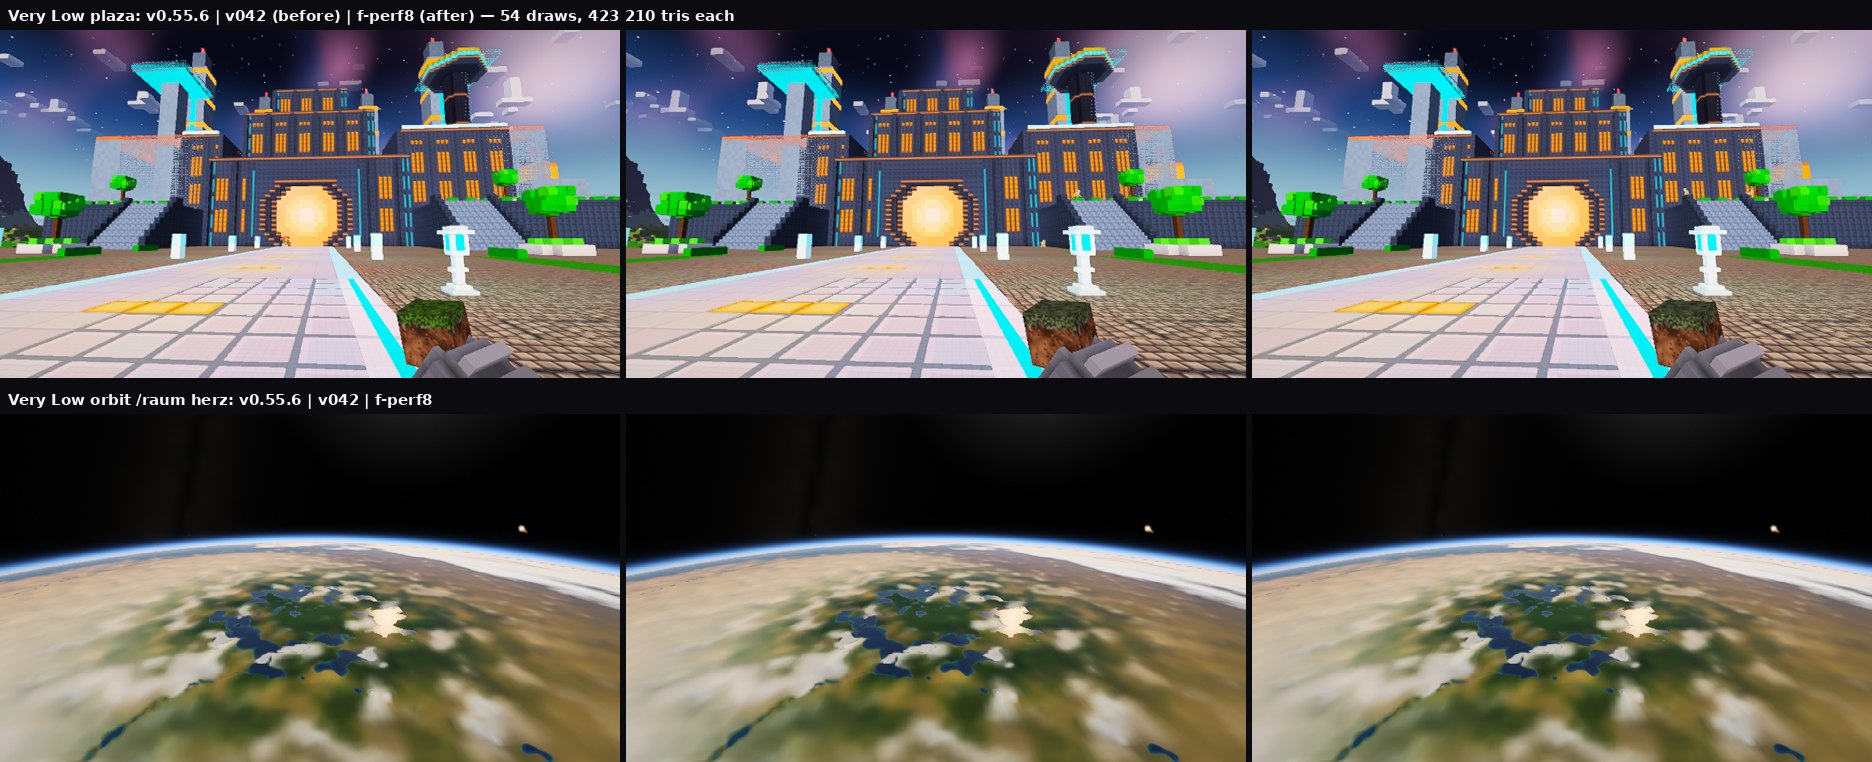 Very Low plaza: v0.55.6 | v042 (before) | f-perf8 (after) — 54 draws, 423 210 tris each
Very Low orbit /raum herz: v0.55.6 | v042 | f-perf8